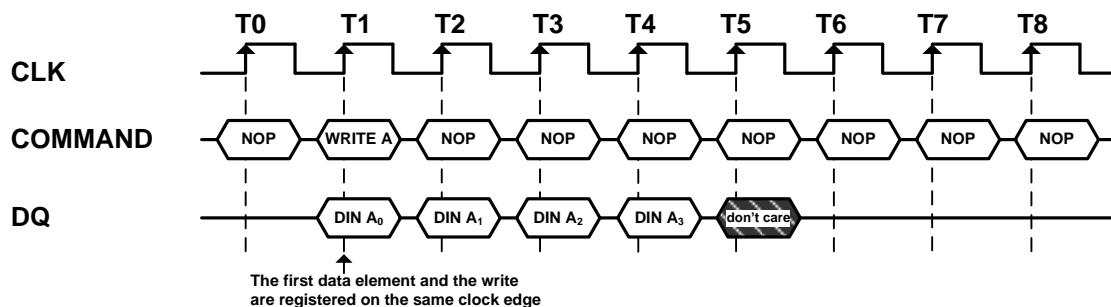 T0 T1 T2 T3 T4 T5 T6 T7 T8
CLK
COMMAND NOP WRITE A NOP NOP NOP NOP NOP NOP NOP
DQ DIN A₀ DIN A₁ DIN A₂ DIN A₃ don't care
The first data element and the write
are registered on the same clock edge